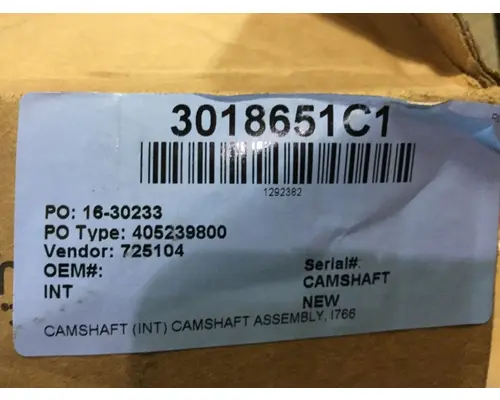 3018651C1
1292382
PO: 16-30233
PO Type: 405239800
Vendor: 725104
OEM#:
Serial#:
INT
CAMSHAFT
NEW
CAMSHAFT (INT) CAMSHAFT ASSEMBLY, I766